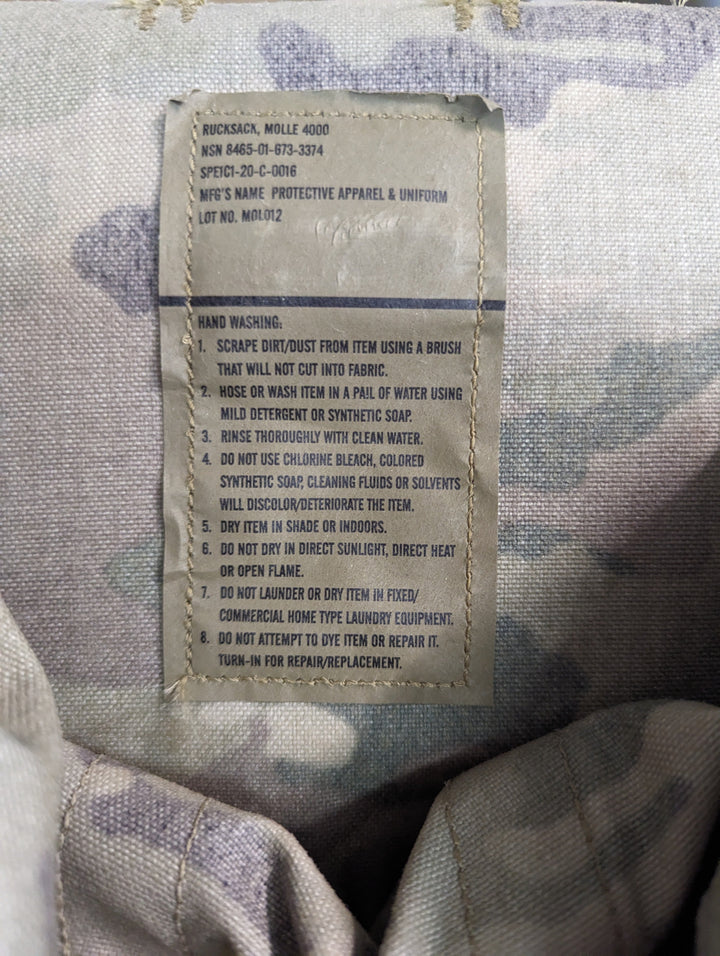 RUCKSACK, MOLLE 4000
NSN 8465-01-673-3374
SPE1C1-20-C-0016
MFG'S NAME PROTECTIVE APPAREL & UNIFORM
LOT NO. MOL012
HAND WASHING:
1. SCRAPE DIRT/DUST FROM ITEM USING A BRUSH
THAT WILL NOT CUT INTO FABRIC.
2. HOSE OR WASH ITEM IN A PAIL OF WATER USING
MILD DETERGENT OR SYNTHETIC SOAP.
3. RINSE THOROUGHLY WITH CLEAN WATER.
4. DO NOT USE CHLORINE BLEACH, COLORED
SYNTHETIC SOAP, CLEANING FLUIDS OR SOLVENTS
WILL DISCOLOR/DETERIORATE THE ITEM.
5. DRY ITEM IN SHADE OR INDOORS.
6. DO NOT DRY IN DIRECT SUNLIGHT, DIRECT HEAT
OR OPEN FLAME.
7. DO NOT LAUNDER OR DRY ITEM IN FIXED/
COMMERCIAL HOME TYPE LAUNDRY EQUIPMENT.
8. DO NOT ATTEMPT TO DYE ITEM OR REPAIR IT.
TURN-IN FOR REPAIR/REPLACEMENT.